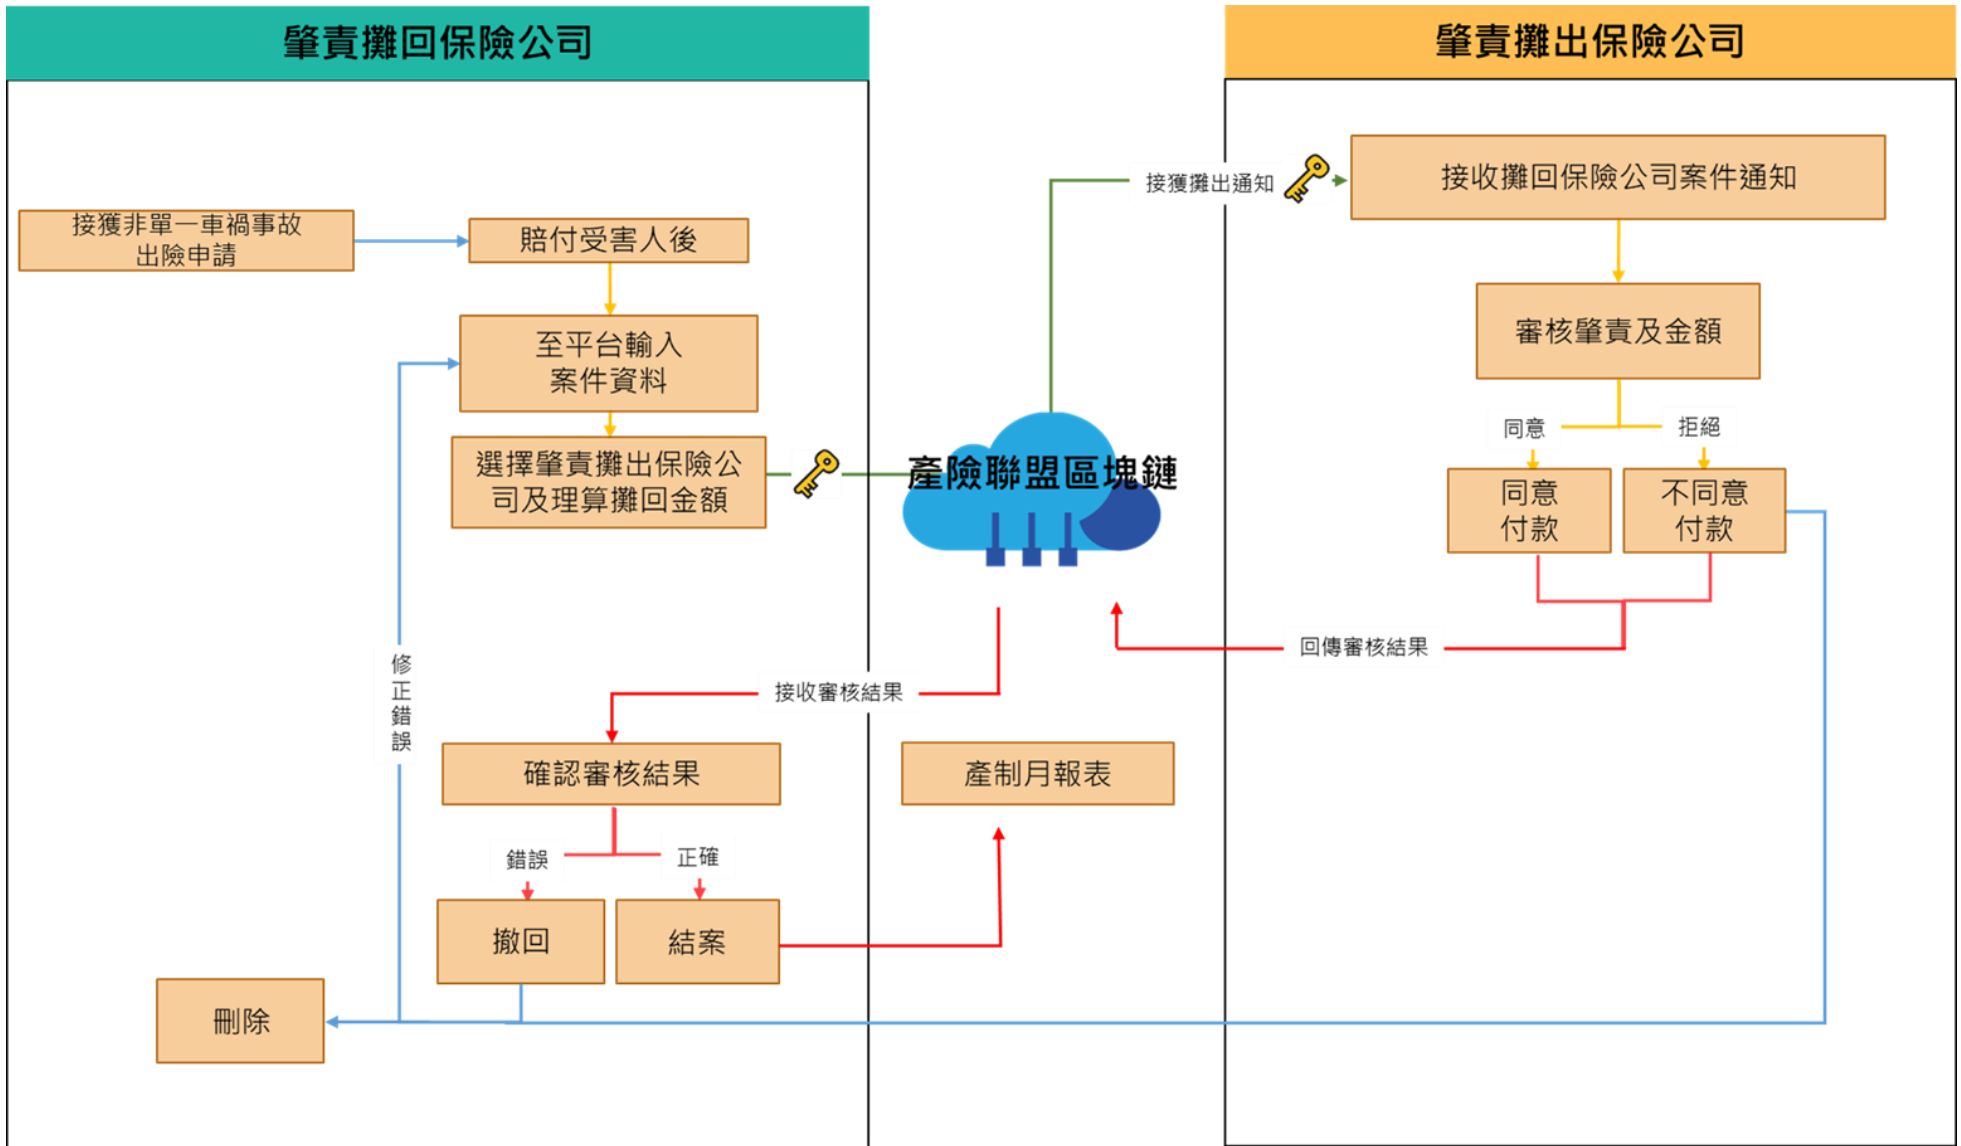 肇責攤回保險公司
肇責攤出保險公司
接獲非單一車禍事故
出險申請
賠付受害人後
至平台輸入
案件資料
選擇肇責攤出保險公
司及理算攤回金額
產險聯盟區塊鏈
接獲攤出通知
接收攤回保險公司案件通知
審核肇責及金額
同意
拒絕
同意
付款
不同意
付款
回傳審核結果
接收審核結果
修
正
錯
誤
確認審核結果
產制月報表
錯誤
正確
撤回
結案
刪除